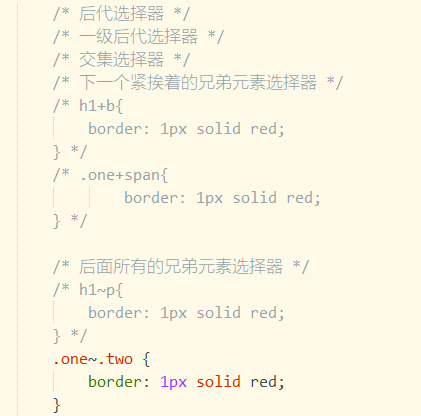 /* 后代选择器 */
/* 一级后代选择器 */
/* 交集选择器 */
/* 下一个紧挨着的兄弟元素选择器 */
/* h1+b{
border: 1px solid red;
} */
/* .one+span{
border: 1px solid red;
} */
/* 后面所有的兄弟元素选择器 */
/* h1~p{
border: 1px solid red;
} */
.one~.two {
border: 1px solid red;
}